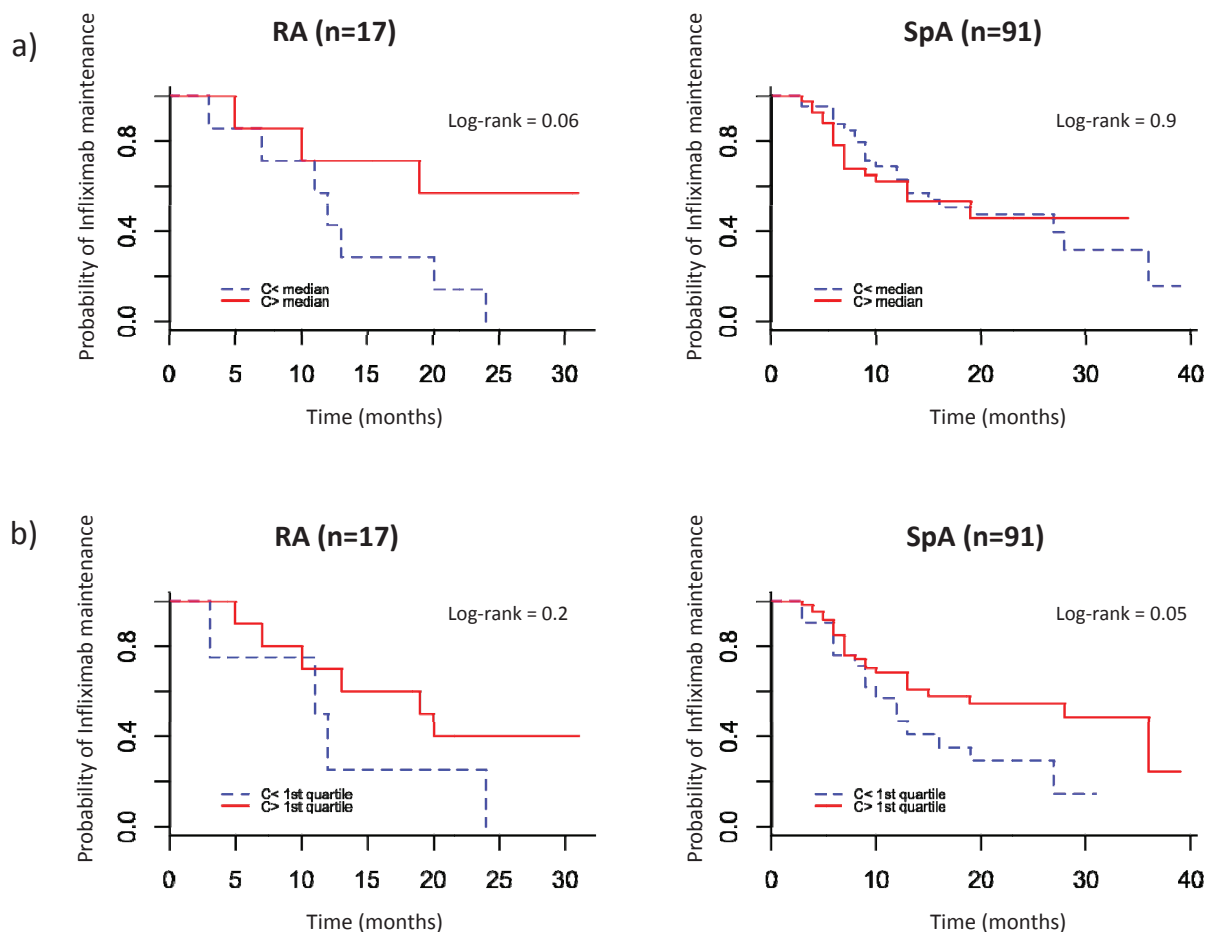 a)
RA (n=17)
Probability of Infliximab maintenance
0.8
0.4
0.0
Log-rank = 0.06
C< median
C> median
0 5 10 15 20 25 30
Time (months)
SpA (n=91)
Probability of Infliximab maintenance
0.8
0.4
0.0
Log-rank = 0.9
C< median
C> median
0 10 20 30 40
Time (months)
b)
RA (n=17)
Probability of Infliximab maintenance
0.8
0.4
0.0
Log-rank = 0.2
C< 1st quartile
C> 1st quartile
0 5 10 15 20 25 30
Time (months)
SpA (n=91)
Probability of Infliximab maintenance
0.8
0.4
0.0
Log-rank = 0.05
C< 1st quartile
C> 1st quartile
0 10 20 30 40
Time (months)